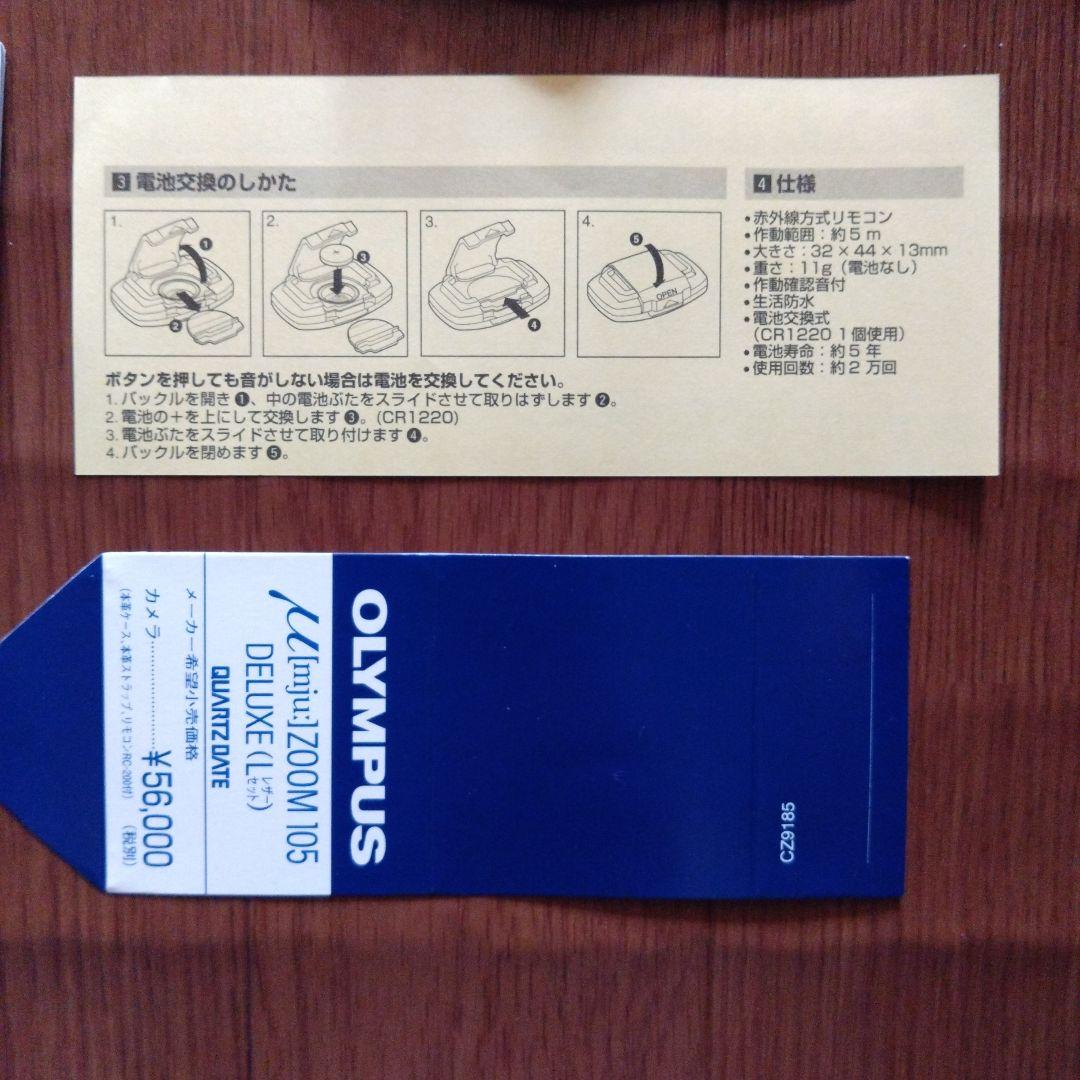 3 電池交換のしかた
1.
2.
3.
4.
❶
❷
❸
❹
❺
OPEN
ボタンを押しても音がしない場合は電池を交換してください。
1. バックルを開き❶、中の電池ぶたをスライドさせて取りはずします❷。
2. 電池の＋を上にして交換します❸。(CR1220)
3. 電池ぶたをスライドさせて取り付けます❹。
4. バックルを閉めます❺。
4 仕様
•赤外線方式リモコン
•作動範囲：約5 m
•大きさ：32×44×13mm
•重さ：11g（電池なし）
•作動確認音付
•生活防水
•電池交換式
（CR1220 1個使用）
•電池寿命：約5 年
•使用回数：約2 万回
OLYMPUS
μ[mju:] ZOOM 105
DELUXE (Lレザーセット)
QUARTZ DATE
メーカー希望小売価格
カメラ……………………¥56,000
(本革ケース、本革ストラップ、リモコンRC-200付) (税別)
CZ9185